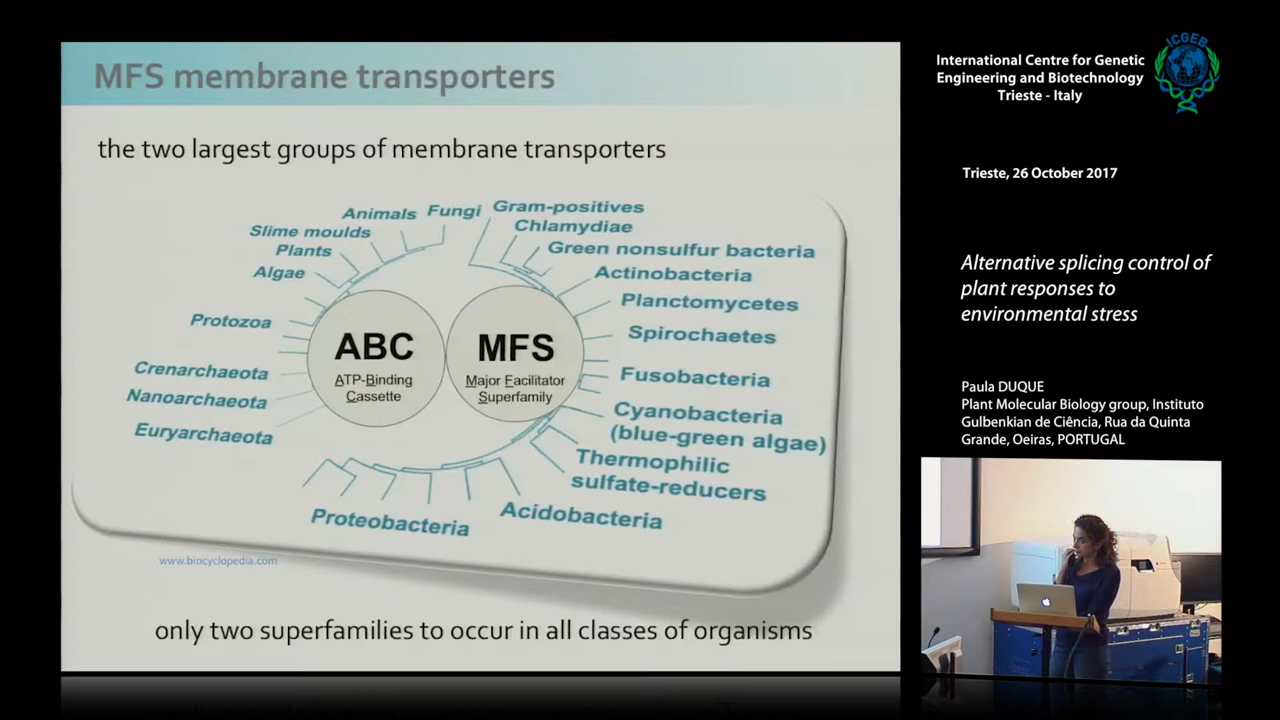 MFS membrane transporters
the two largest groups of membrane transporters
Fungi
Animals
Slime moulds
Plants
Algae
Protozoa
Crenarchaeota
Nanoarchaeota
Euryarchaeota
Gram-positives
Chlamydiae
Green nonsulfur bacteria
Actinobacteria
Planctomycetes
Spirochaetes
Fusobacteria
Cyanobacteria
(blue-green algae)
Thermophilic
sulfate-reducers
Acidobacteria
Proteobacteria
ABC
ATP-Binding
Cassette
MFS
Major Facilitator
Superfamily
www.biocyclopedia.com
only two superfamilies to occur in all classes of organisms
International Centre for Genetic
Engineering and Biotechnology
Trieste - Italy
ICGEB
Trieste, 26 October 2017
Alternative splicing control of
plant responses to
environmental stress
Paula DUQUE
Plant Molecular Biology group, Instituto
Gulbenkian de Ciência, Rua da Quinta
Grande, Oeiras, PORTUGAL